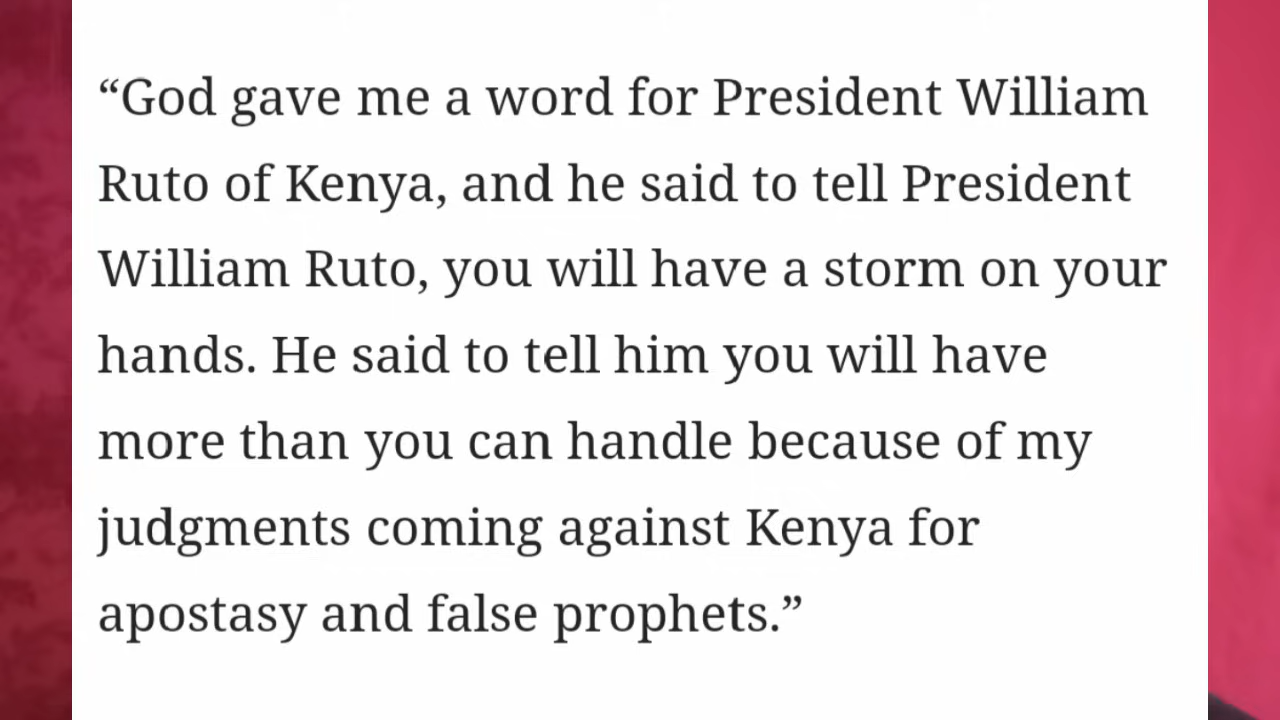 “God gave me a word for President William
Ruto of Kenya, and he said to tell President
William Ruto, you will have a storm on your
hands. He said to tell him you will have
more than you can handle because of my
judgments coming against Kenya for
apostasy and false prophets.”